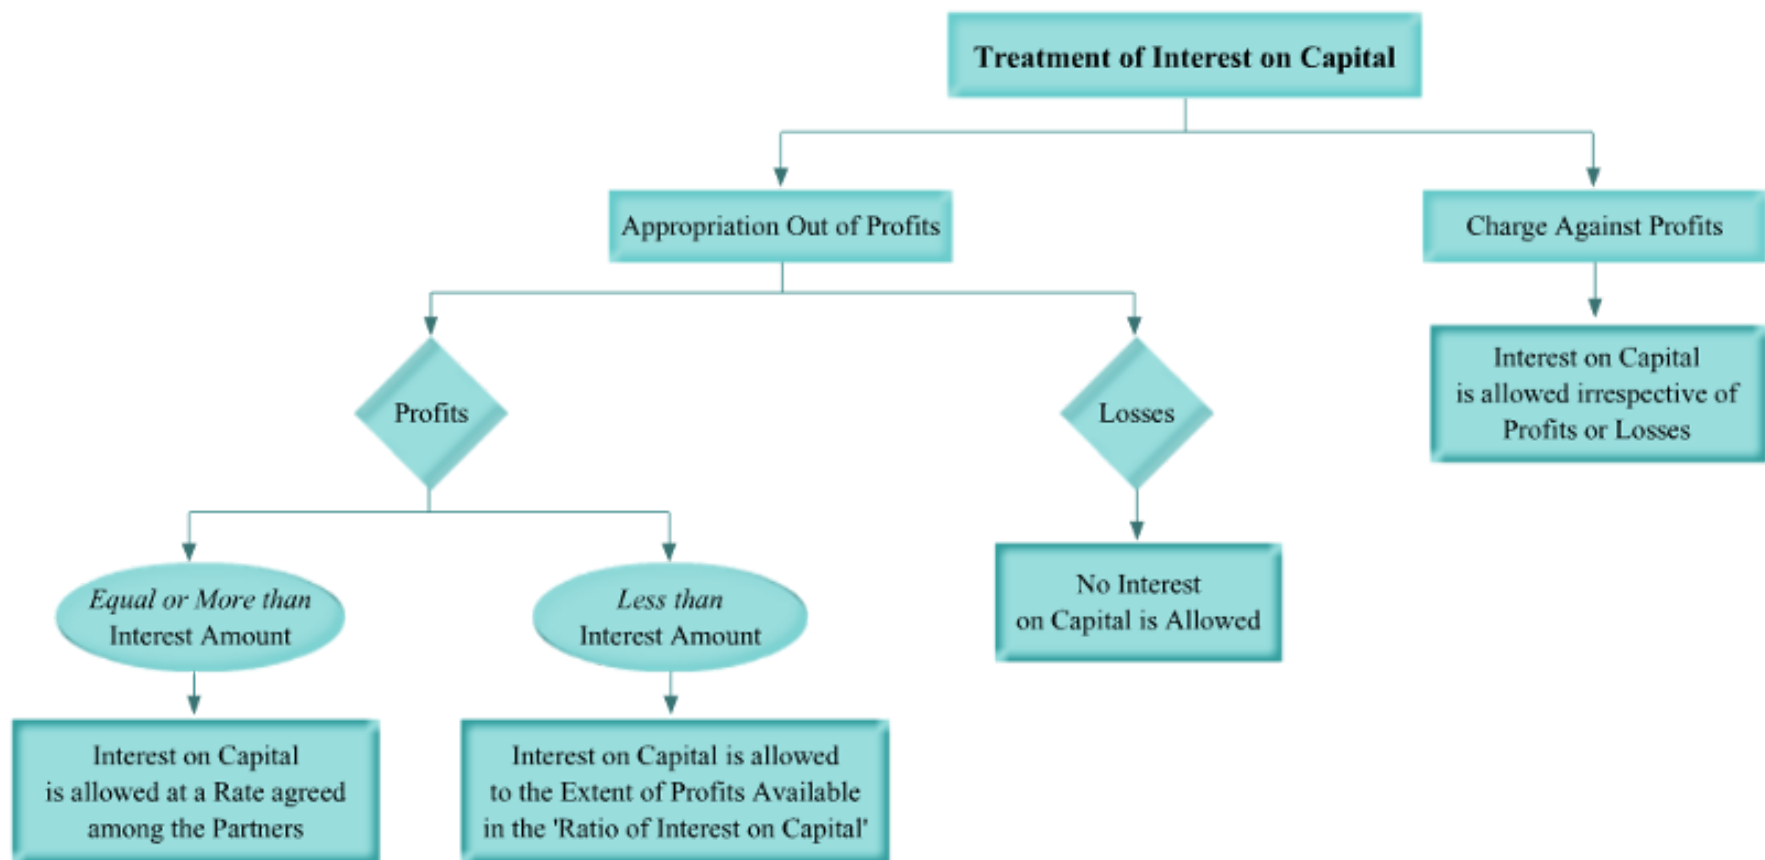 Treatment of Interest on Capital
Appropriation Out of Profits
Charge Against Profits
Profits
Losses
Interest on Capital
is allowed irrespective of
Profits or Losses
Equal or More than
Interest Amount
Less than
Interest Amount
No Interest
on Capital is Allowed
Interest on Capital
is allowed at a Rate agreed
among the Partners
Interest on Capital is allowed
to the Extent of Profits Available
in the 'Ratio of Interest on Capital'